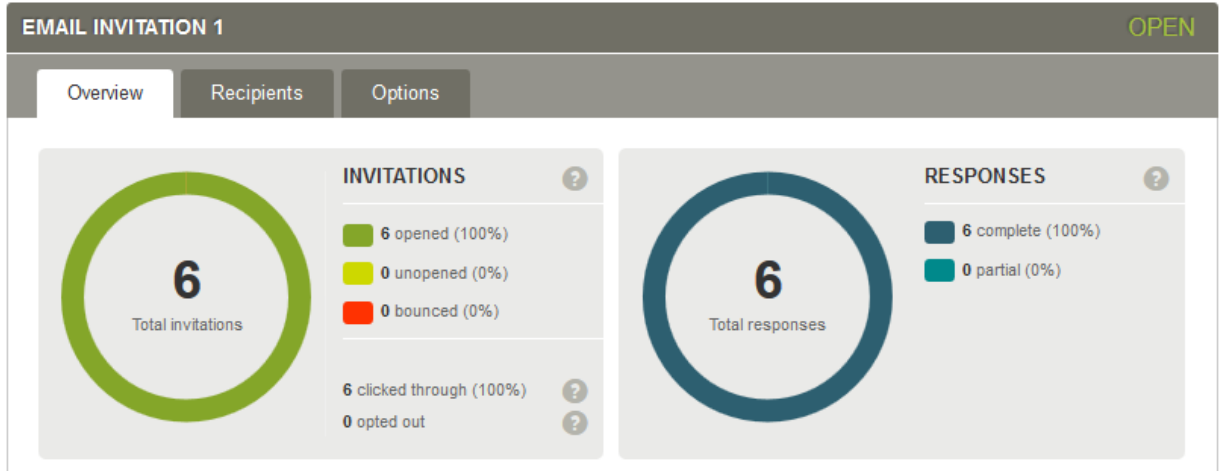 EMAIL INVITATION 1
OPEN
Overview
Recipients
Options
6
Total invitations
INVITATIONS
?
6 opened (100%)
0 unopened (0%)
0 bounced (0%)
6 clicked through (100%)
?
0 opted out
?
6
Total responses
RESPONSES
?
6 complete (100%)
0 partial (0%)